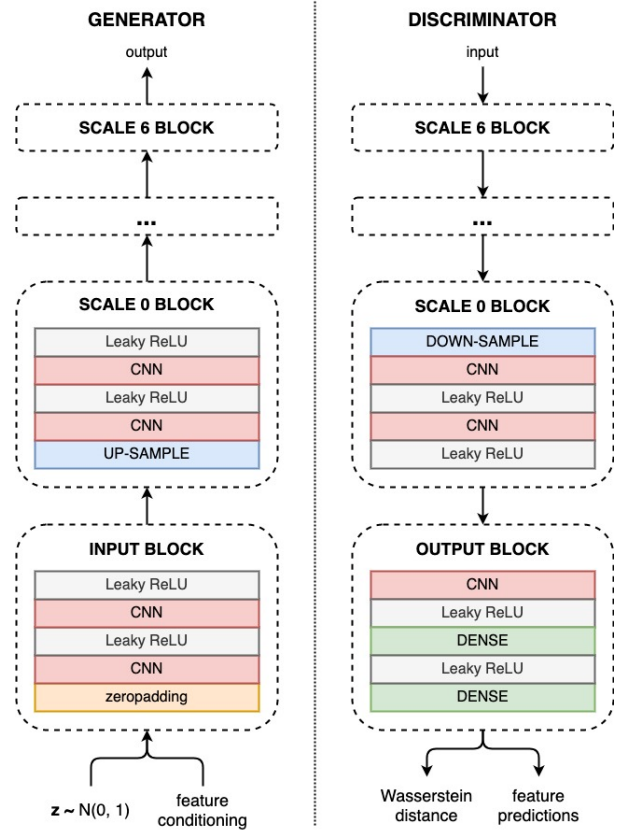 GENERATOR
output
SCALE 6 BLOCK
...
SCALE 0 BLOCK
Leaky ReLU
CNN
Leaky ReLU
CNN
UP-SAMPLE
INPUT BLOCK
Leaky ReLU
CNN
Leaky ReLU
CNN
zeropadding
z ~ N(0, 1)
feature
conditioning
DISCRIMINATOR
input
SCALE 6 BLOCK
...
SCALE 0 BLOCK
DOWN-SAMPLE
CNN
Leaky ReLU
CNN
Leaky ReLU
OUTPUT BLOCK
CNN
Leaky ReLU
DENSE
Leaky ReLU
DENSE
Wasserstein
distance
feature
predictions